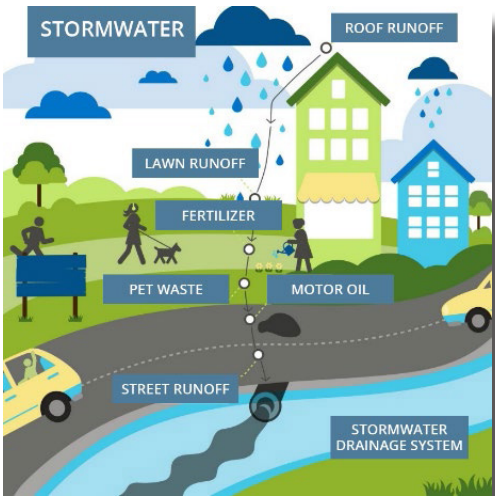 STORMWATER
ROOF RUNOFF
LAWN RUNOFF
FERTILIZER
PET WASTE
MOTOR OIL
STREET RUNOFF
STORMWATER
DRAINAGE SYSTEM